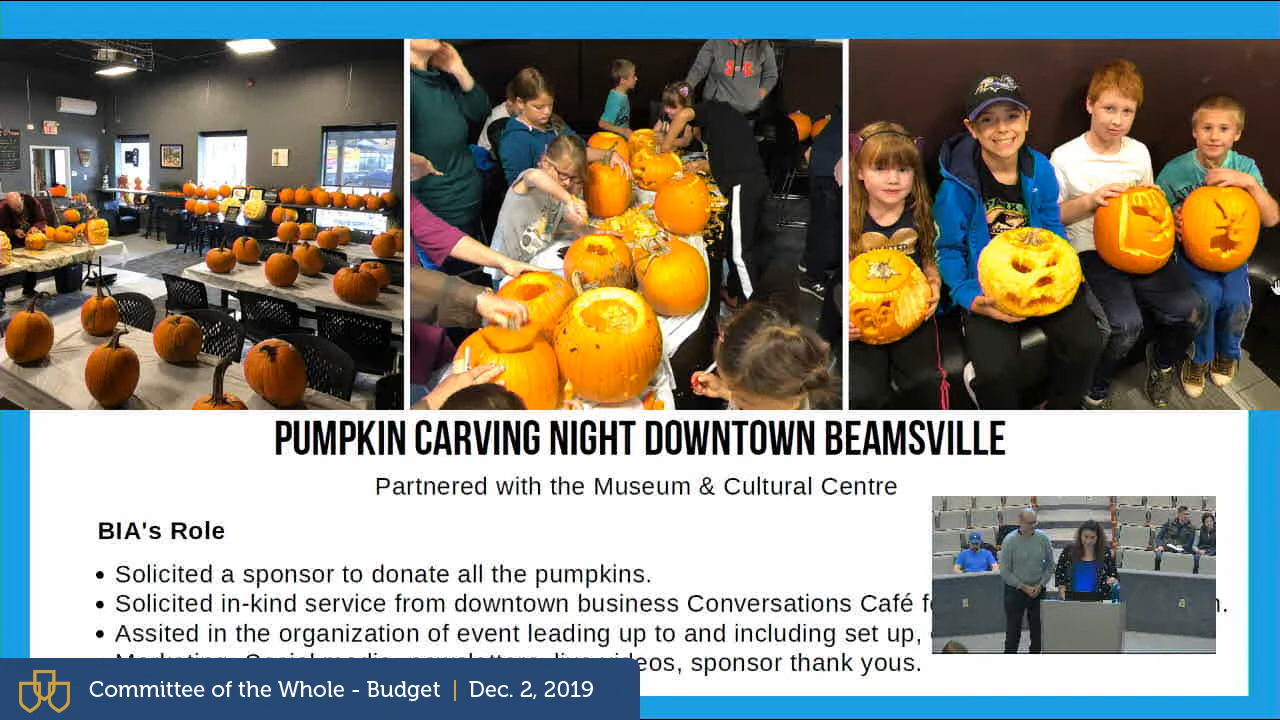 PUMPKIN CARVING NIGHT DOWNTOWN BEAMSVILLE
Partnered with the Museum & Cultural Centre
BIA's Role
Solicited a sponsor to donate all the pumpkins.
Solicited in-kind service from downtown business Conversations Café
Assited in the organization of event leading up to and including set up,
Marketing, Social media, newsletters, live videos, sponsor thank yous.
Committee of the Whole - Budget | Dec. 2, 2019